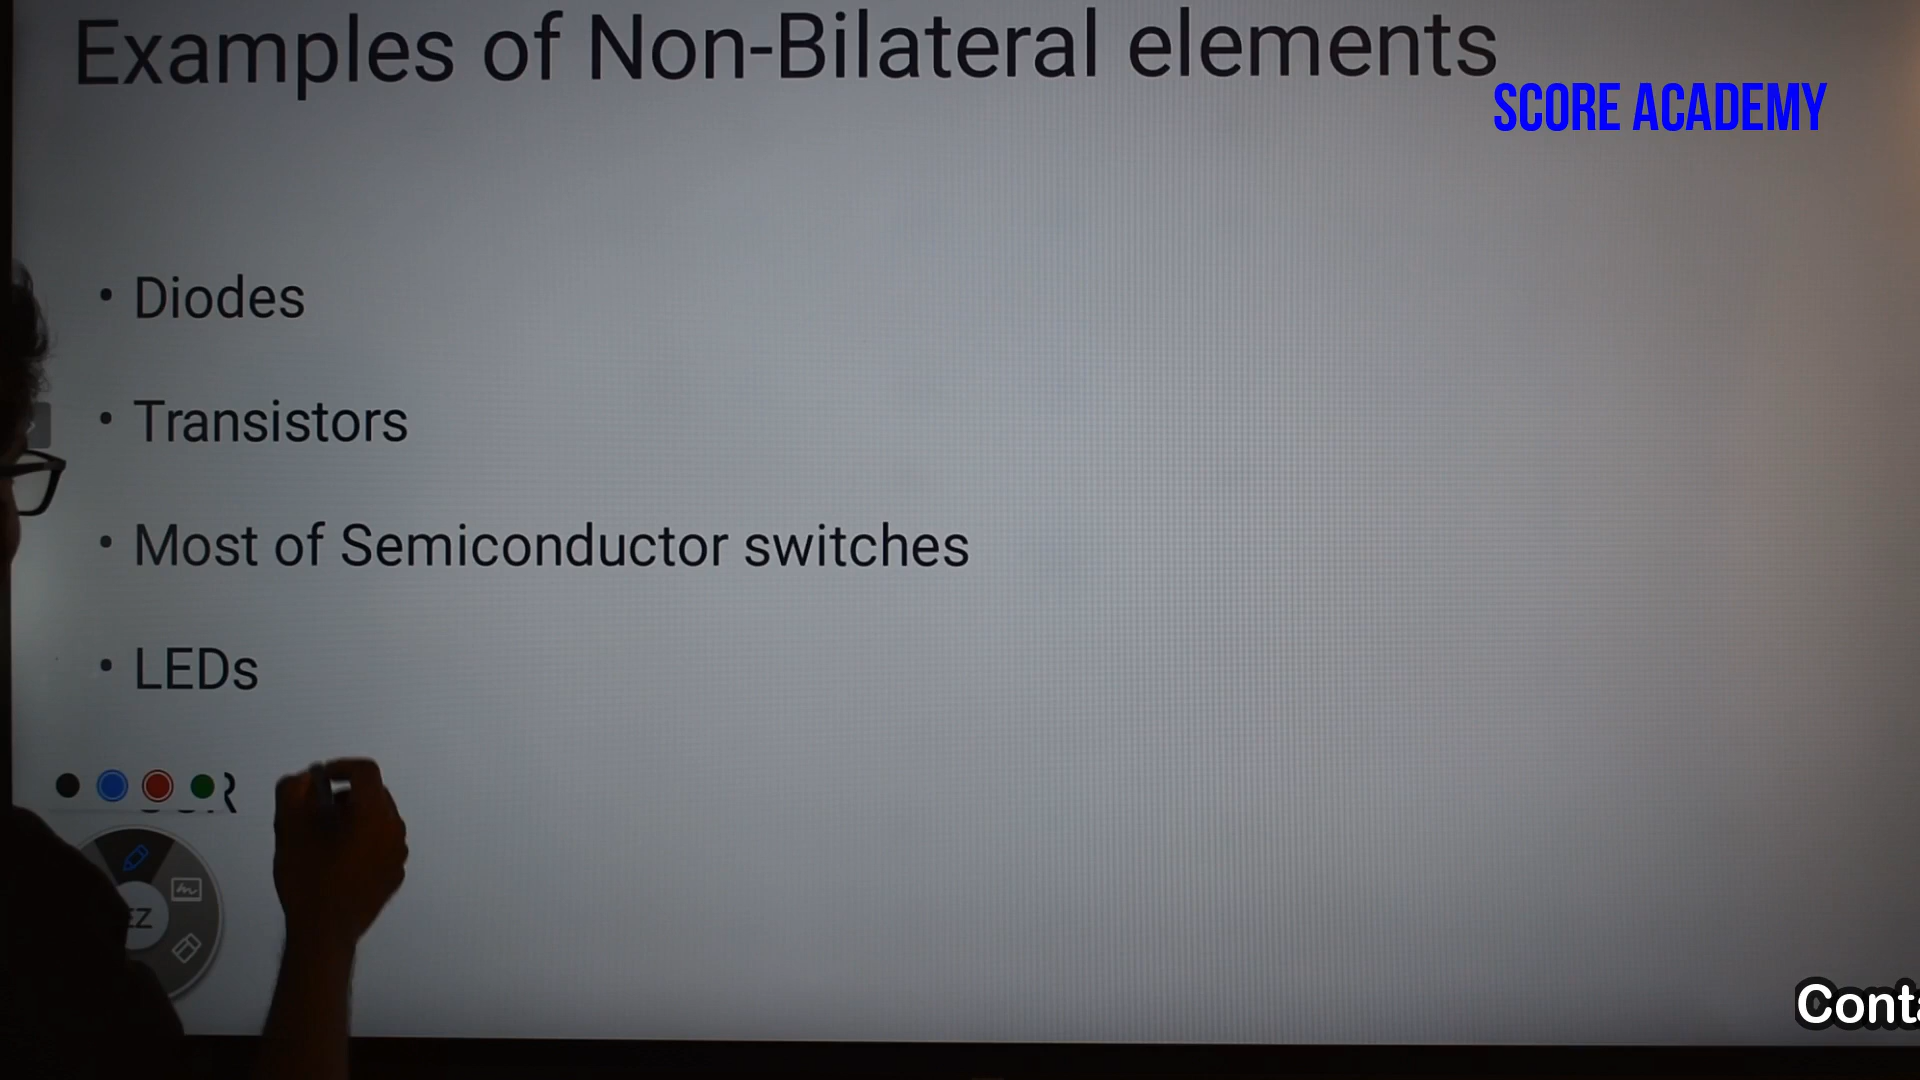 Examples of Non-Bilateral elements
SCORE ACADEMY
• Diodes
• Transistors
• Most of Semiconductor switches
• LEDs